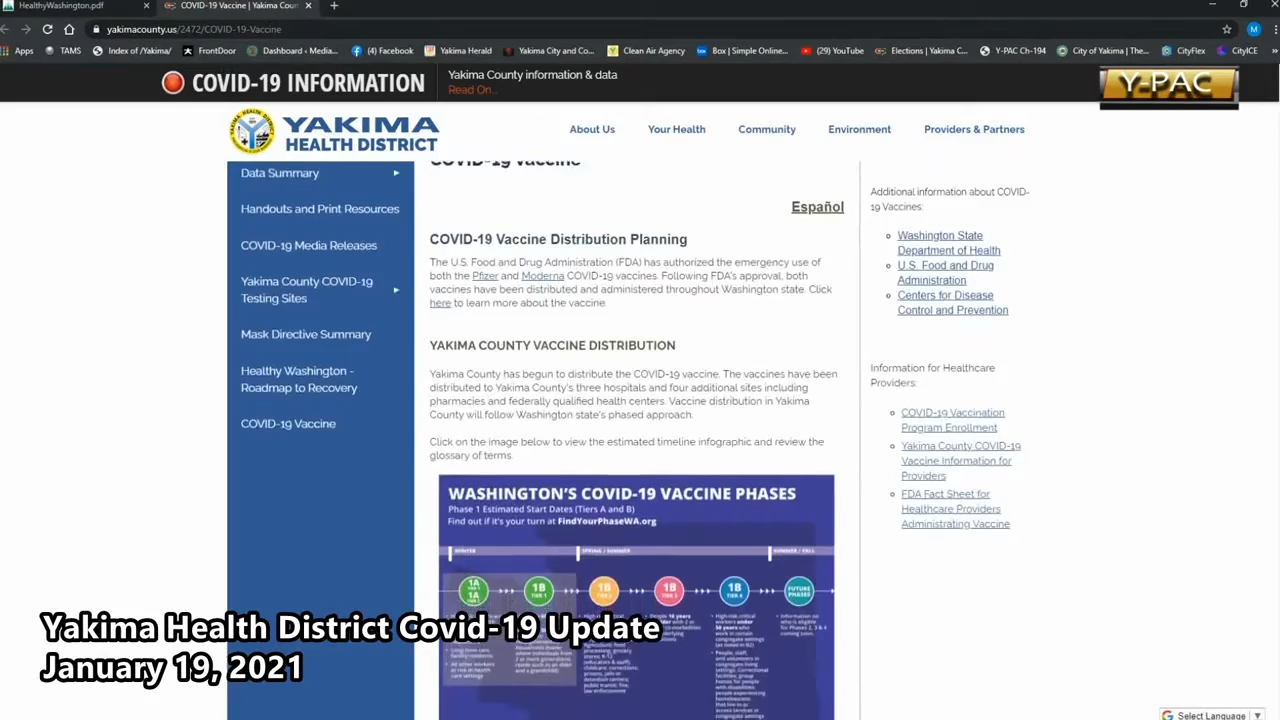 HealthyWashington.pdf
COVID-19 Vaccine | Yakima Coun
yakimacounty.us/2472/COVID-19-Vaccine
Apps TAMS Index of /Yakima/ FrontDoor Dashboard ‹ Media... (4) Facebook Yakima Herald Yakima City and Co... Clean Air Agency Box | Simple Online... (29) YouTube Elections | Yakima C... Y-PAC Ch-194 City of Yakima | The... CityFlex CityICE »
COVID-19 INFORMATION
Yakima County information & data
Read On...
Y-PAC
YAKIMA
HEALTH DISTRICT
About Us Your Health Community Environment Providers & Partners
Data Summary
Handouts and Print Resources
COVID-19 Media Releases
Yakima County COVID-19
Testing Sites
Mask Directive Summary
Healthy Washington -
Roadmap to Recovery
COVID-19 Vaccine
COVID-19 Vaccine
Español
COVID-19 Vaccine Distribution Planning
The U.S. Food and Drug Administration (FDA) has authorized the emergency use of
both the Pfizer and Moderna COVID-19 vaccines. Following FDA's approval, both
vaccines have been distributed and administered throughout Washington state. Click
here to learn more about the vaccine.
YAKIMA COUNTY VACCINE DISTRIBUTION
Yakima County has begun to distribute the COVID-19 vaccine. The vaccines have been
distributed to Yakima County's three hospitals and four additional sites including
pharmacies and federally qualified health centers. Vaccine distribution in Yakima
County will follow Washington state's phased approach.
Click on the image below to view the estimated timeline infographic and review the
glossary of terms.
WASHINGTON'S COVID-19 VACCINE PHASES
Phase 1 Estimated Start Dates (Tiers A and B)
Find out if it's your turn at FindYourPhaseWA.org
WINTER
SPRING / SUMMER
SUMMER / FALL
1A
1A
1B
1B
1B
1B
FUTURE
PHASES
Additional information about COVID-
19 Vaccines:
Washington State
Department of Health
U.S. Food and Drug
Administration
Centers for Disease
Control and Prevention
Information for Healthcare
Providers:
COVID-19 Vaccination
Program Enrollment
Yakima County COVID-19
Vaccine Information for
Providers
FDA Fact Sheet for
Healthcare Providers
Administrating Vaccine
Yakima Health District Covid-19 Update
January 19, 2021
Select Language